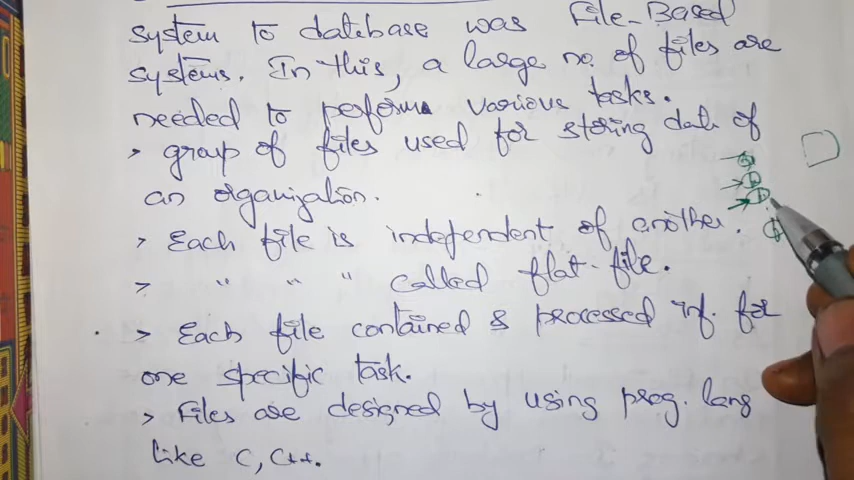 system to database was File-Based
systems. In this, a large no. of files are
needed to perform various tasks.
> group of files used for storing data of
an organization.
> Each file is independent of another.
> " " " called flat-file.
> Each file contained & processed inf. for
one specific task.
> Files are designed by using prog. lang
like C, C++.